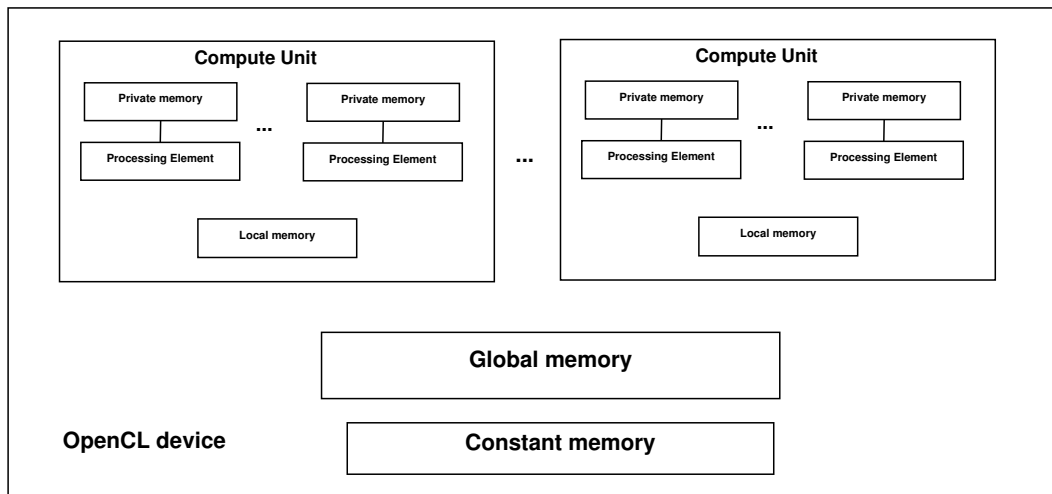 Compute Unit
Private memory
Private memory
...
Processing Element
Processing Element
Local memory
...
Compute Unit
Private memory
Private memory
...
Processing Element
Processing Element
Local memory
Global memory
OpenCL device
Constant memory